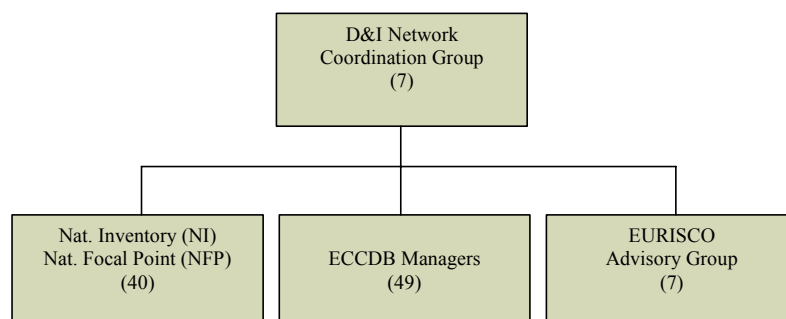 D&I Network
Coordination Group
(7)
Nat. Inventory (NI)
Nat. Focal Point (NFP)
(40)
ECCDB Managers
(49)
EURISCO
Advisory Group
(7)